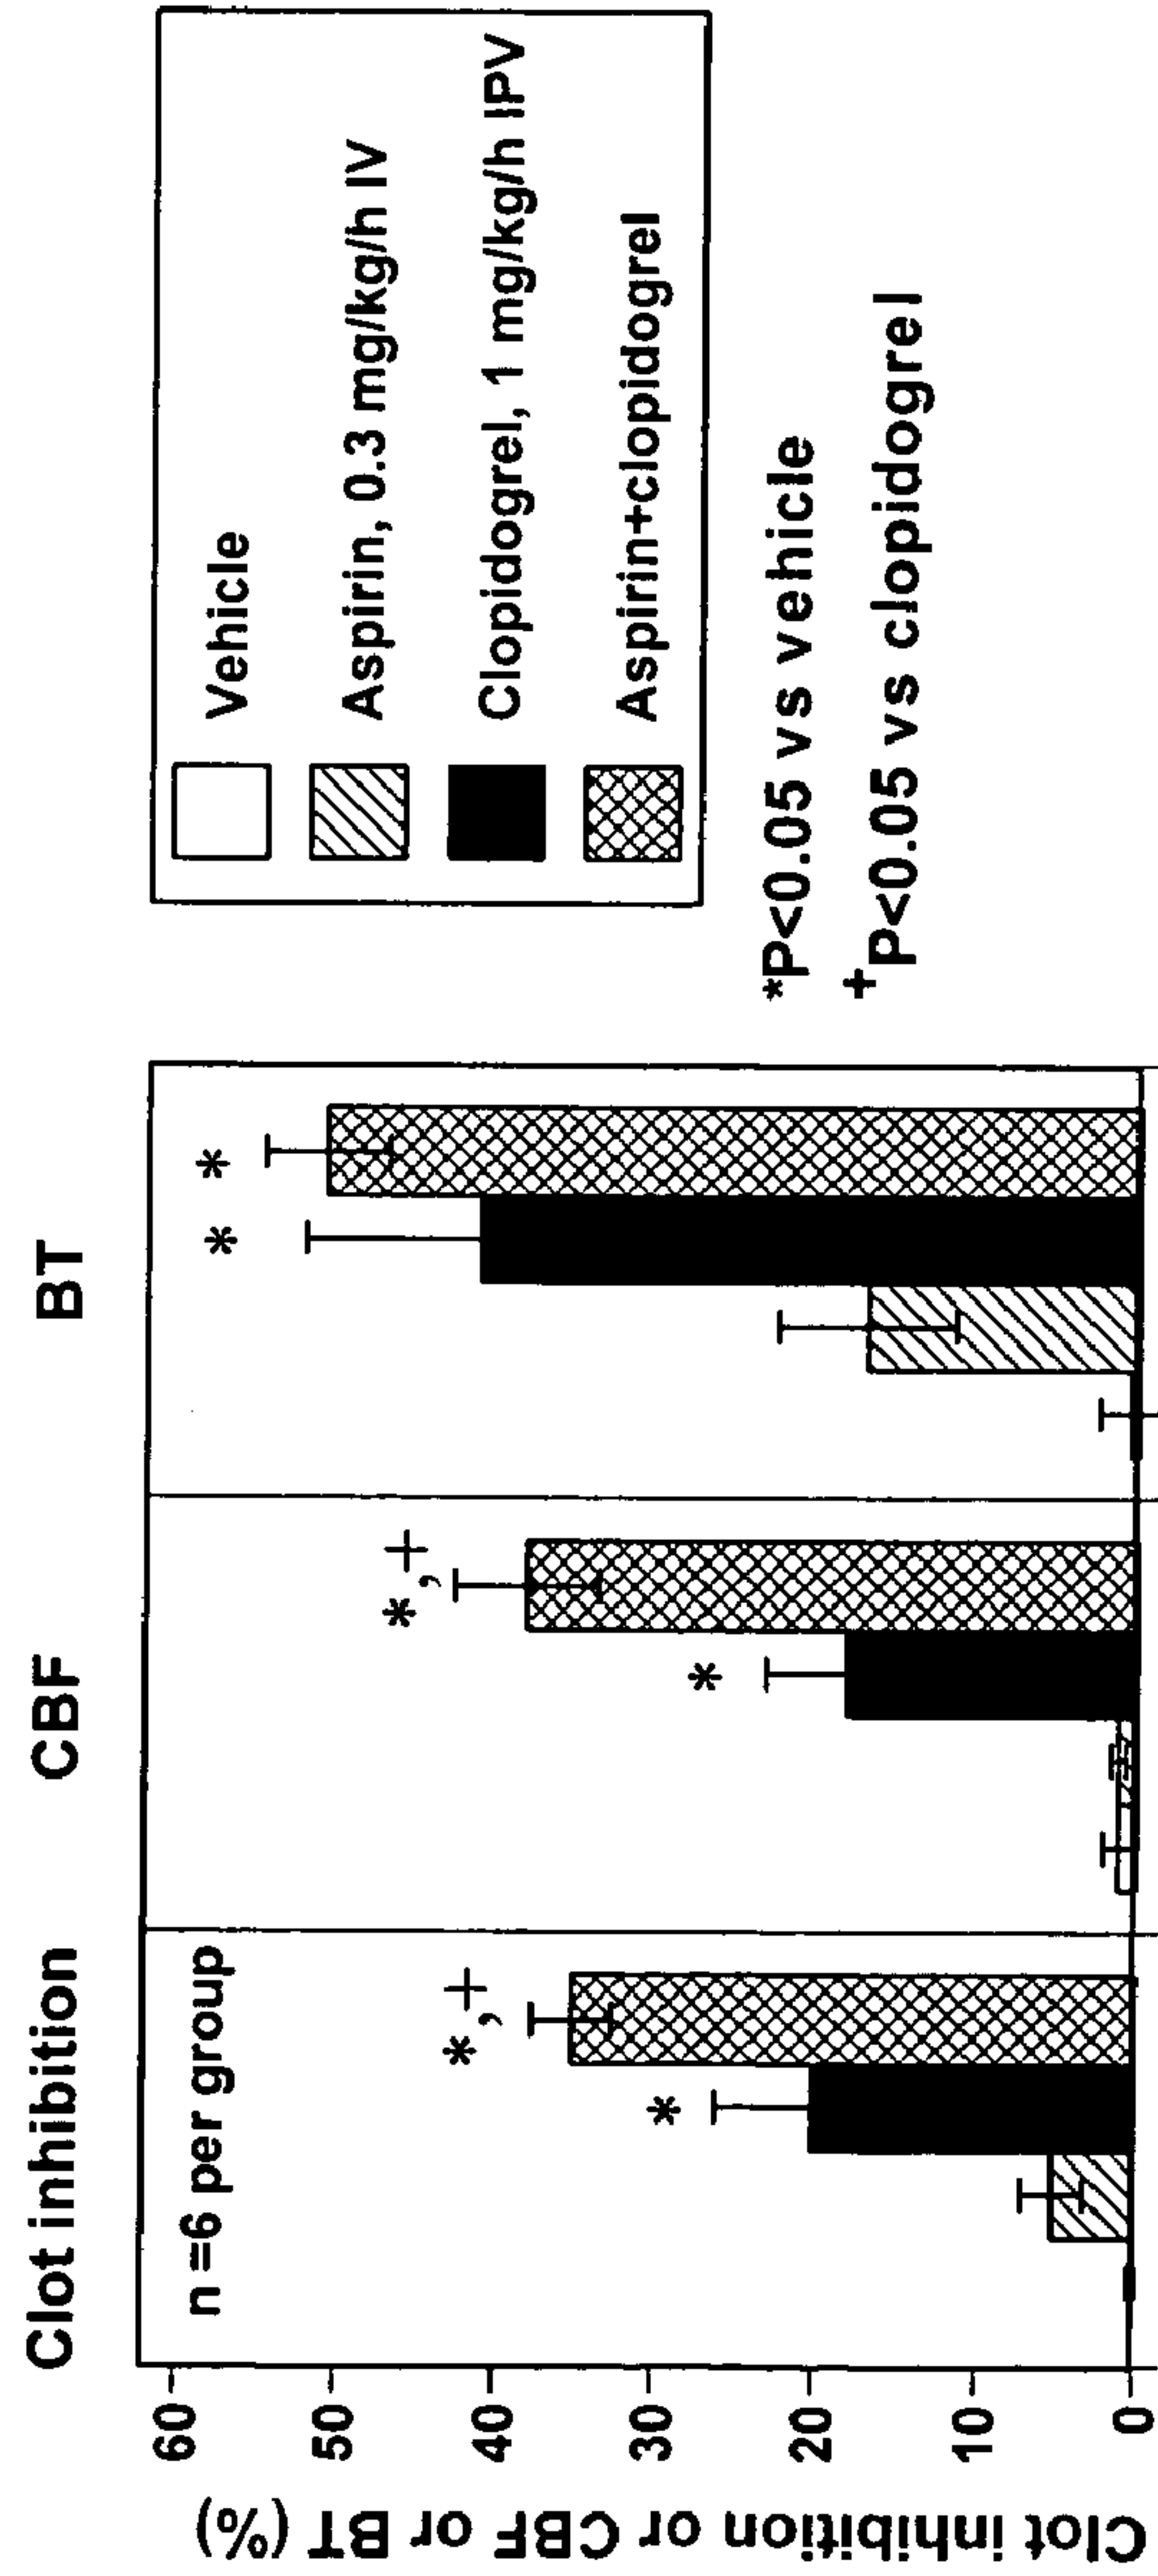 Clot inhibition
CBF
BT
n =6 per group
*
*,+
*
*,+
*
*
60
50
40
30
20
10
0
Clot inhibition or CBF or BT (%)
Vehicle
Aspirin, 0.3 mg/kg/h IV
Clopidogrel, 1 mg/kg/h IPV
Aspirin+clopidogrel
*P<0.05 vs vehicle
+P<0.05 vs clopidogrel